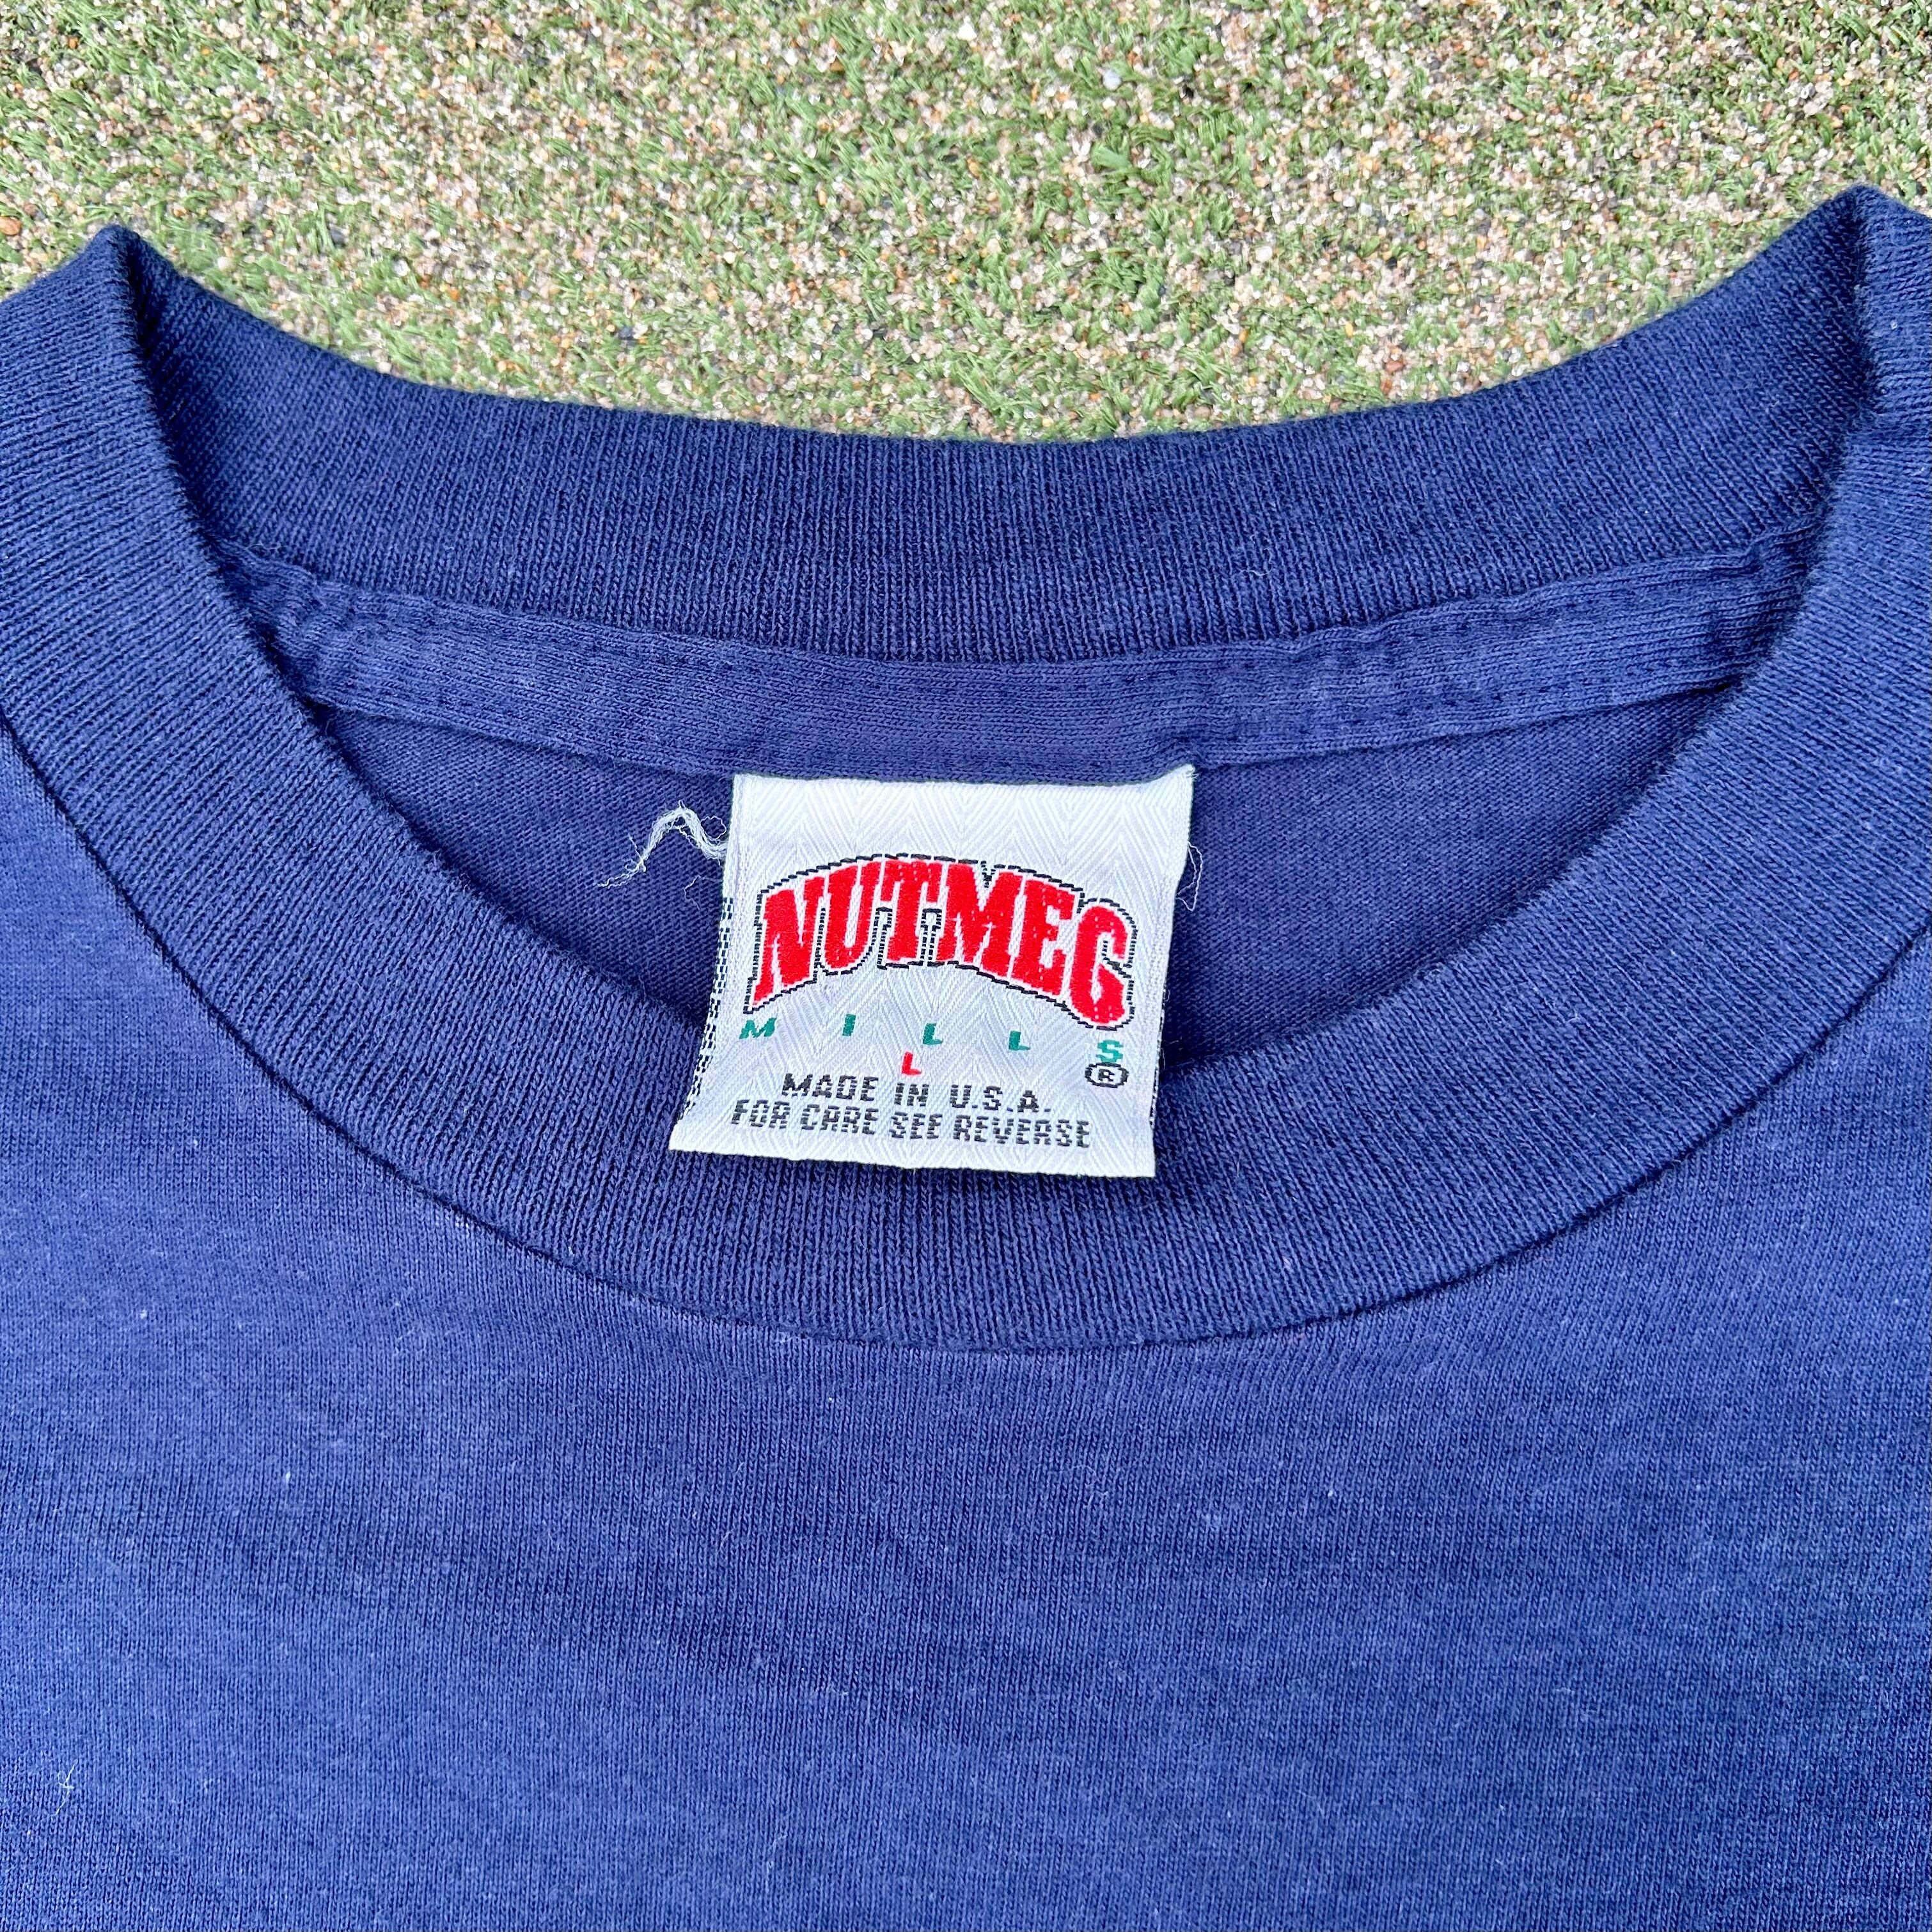 NUTMEG
MILLS
®
L
MADE IN U.S.A.
FOR CARE SEE REVERSE